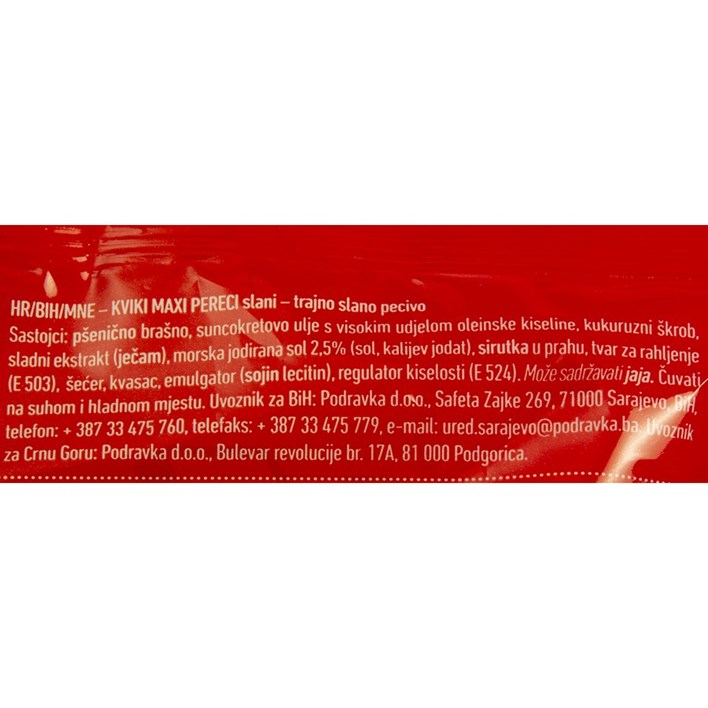 HR/BIH/MNE – KVIKI MAXI PERECI slani – trajno slano pecivo
Sastojci: pšenično brašno, suncokretovo ulje s visokim udjelom oleinske kiseline, kukuruzni škrob,
sladni ekstrakt (ječam), morska jodirana sol 2,5% (sol, kalijev jodat), sirutka u prahu, tvar za rahljenje
(E 503), šećer, kvasac, emulgator (sojin lecitin), regulator kiselosti (E 524). Može sadržavati jaja. Čuvati
na suhom i hladnom mjestu. Uvoznik za BiH: Podravka d.o.o., Safeta Zajke 269, 71000 Sarajevo, BiH,
telefon: + 387 33 475 760, telefaks: + 387 33 475 779, e-mail: ured.sarajevo@podravka.ba. Uvoznik
za Crnu Goru: Podravka d.o.o., Bulevar revolucije br. 17A, 81 000 Podgorica.